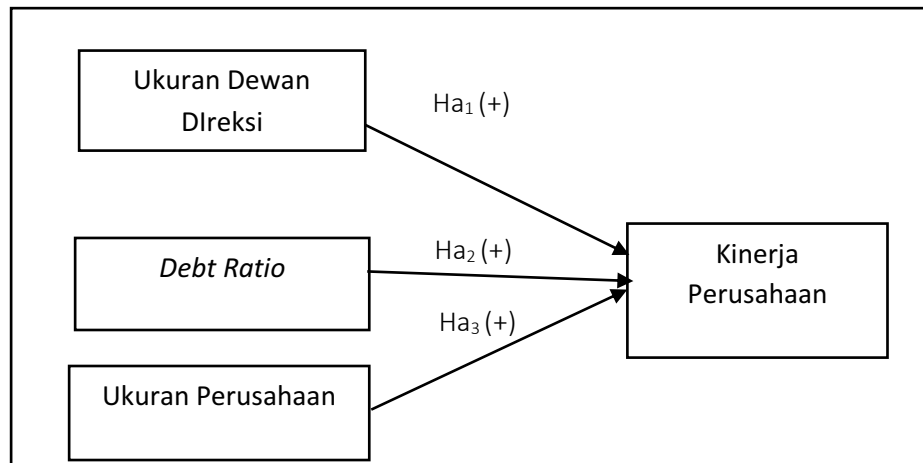 Ukuran Dewan
DIreksi
Ha₁ (+)
Debt Ratio
Ha₂ (+)
Kinerja
Perusahaan
Ha₃ (+)
Ukuran Perusahaan